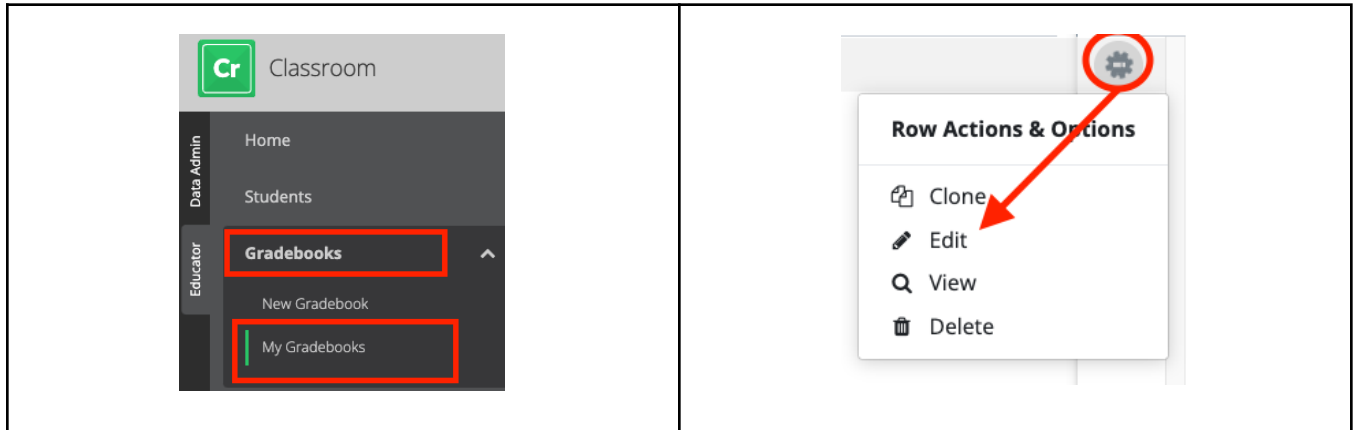 Cr Classroom
Data Admin
Educator
Home
Students
Gradebooks
New Gradebook
My Gradebooks
Row Actions & Options
Clone
Edit
View
Delete